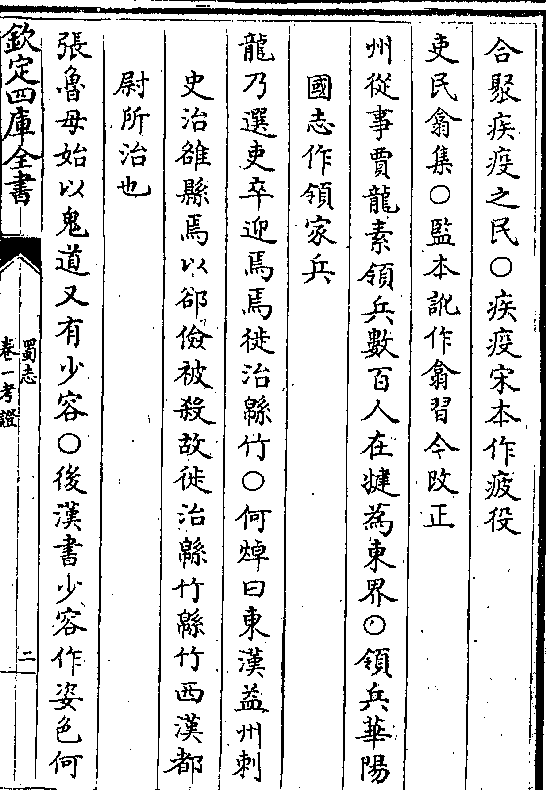 合聚疾疫之民○疾疫宋本作疲役
吏民翕集○監本訛作翕習今改正
州從事賈龍素領兵數百人在犍為東界○領兵華陽
國志作領家兵
龍乃選吏卒迎焉焉徙治緜竹○何焯曰東漢益州刺
史治雒縣焉以郤儉被殺故徙治緜竹緜竹西漢都
尉所治也
張魯母始以鬼道又有少容○後漢書少容作姿色何
欽定四庫全書
蜀志
卷一考證
二